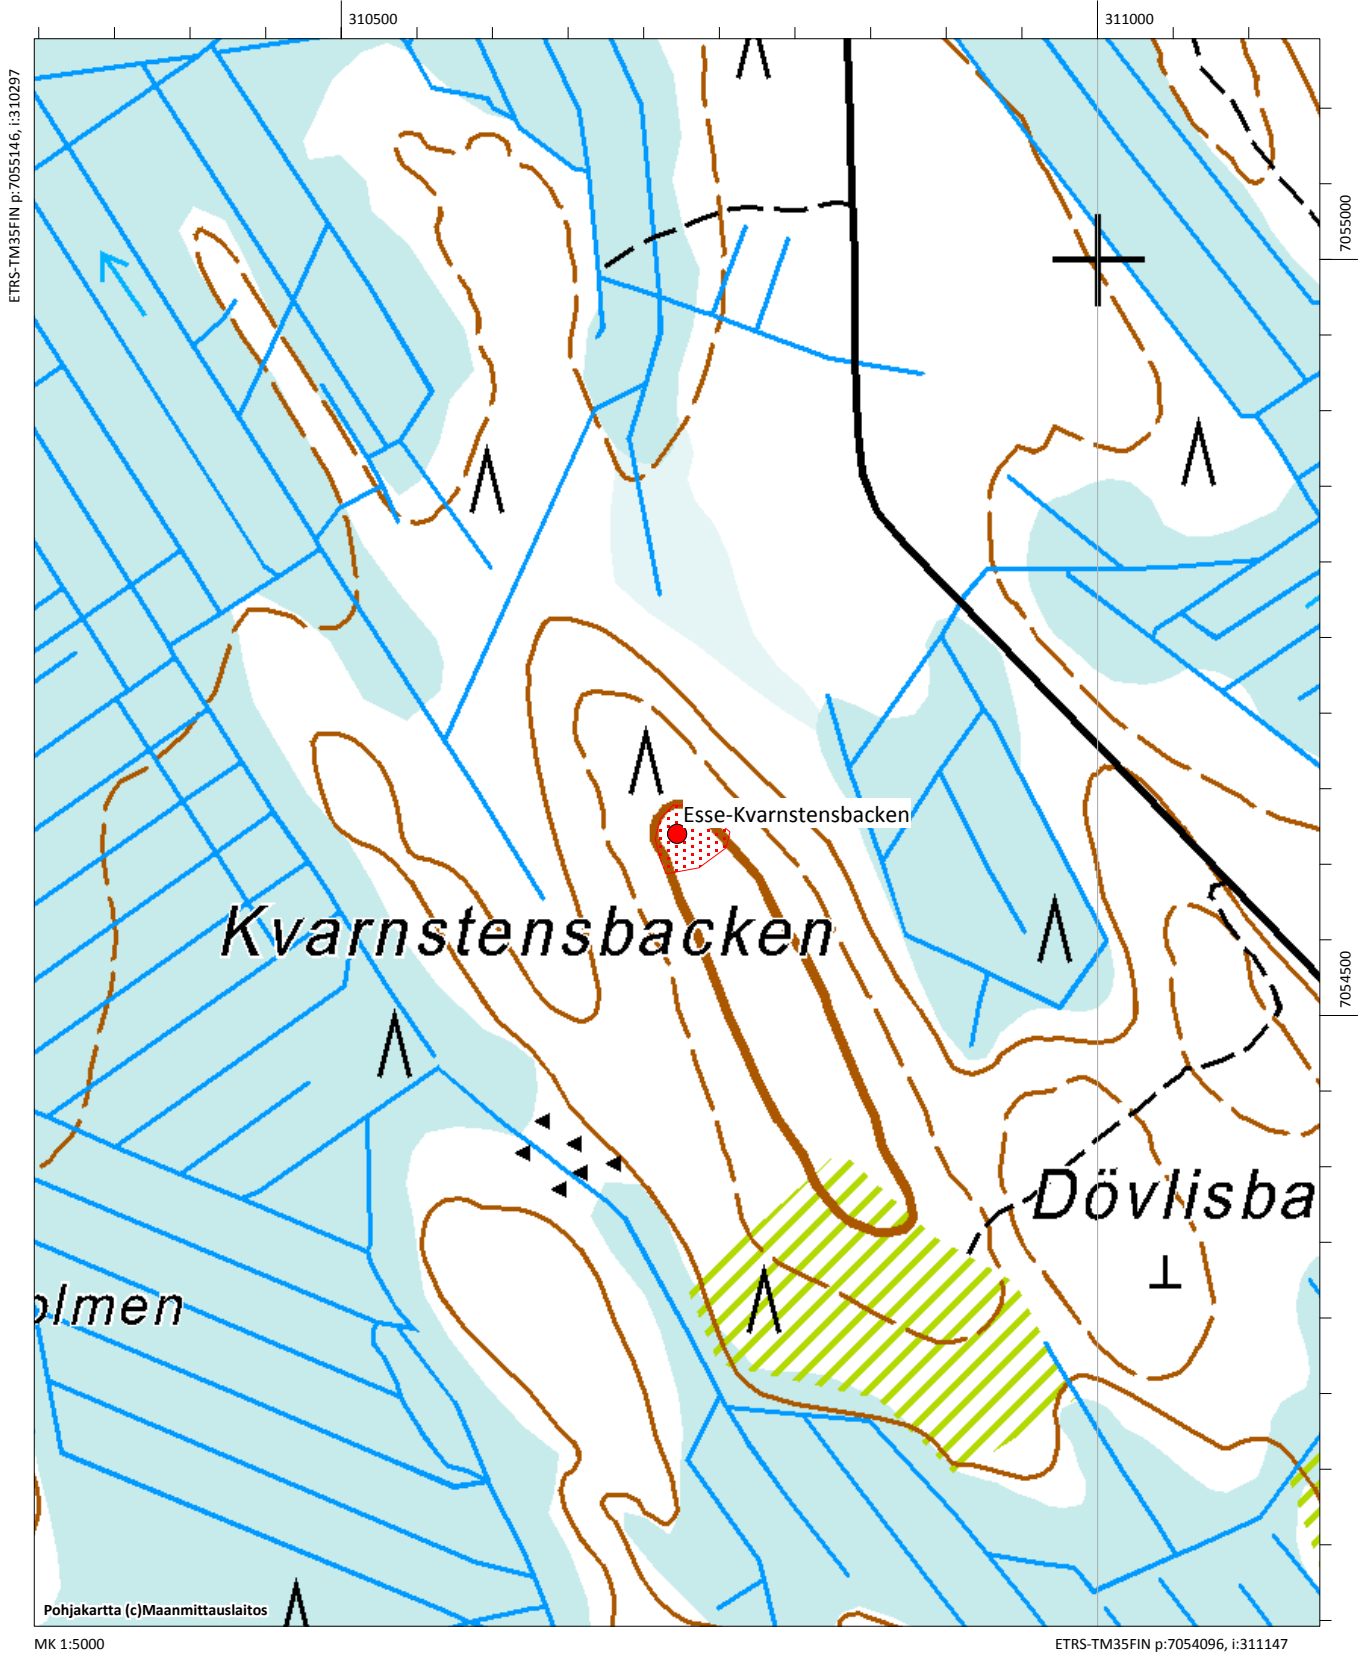 310500
311000
ETRS-TM35FIN p:7055146, i:310297
7055000
Esse-Kvarnstensbacken
Kvarnstensbacken
7054500
Dövlisba
olmen
Pohjakartta (c)Maanmittauslaitos
MK 1:5000
ETRS-TM35FIN p:7054096, i:311147